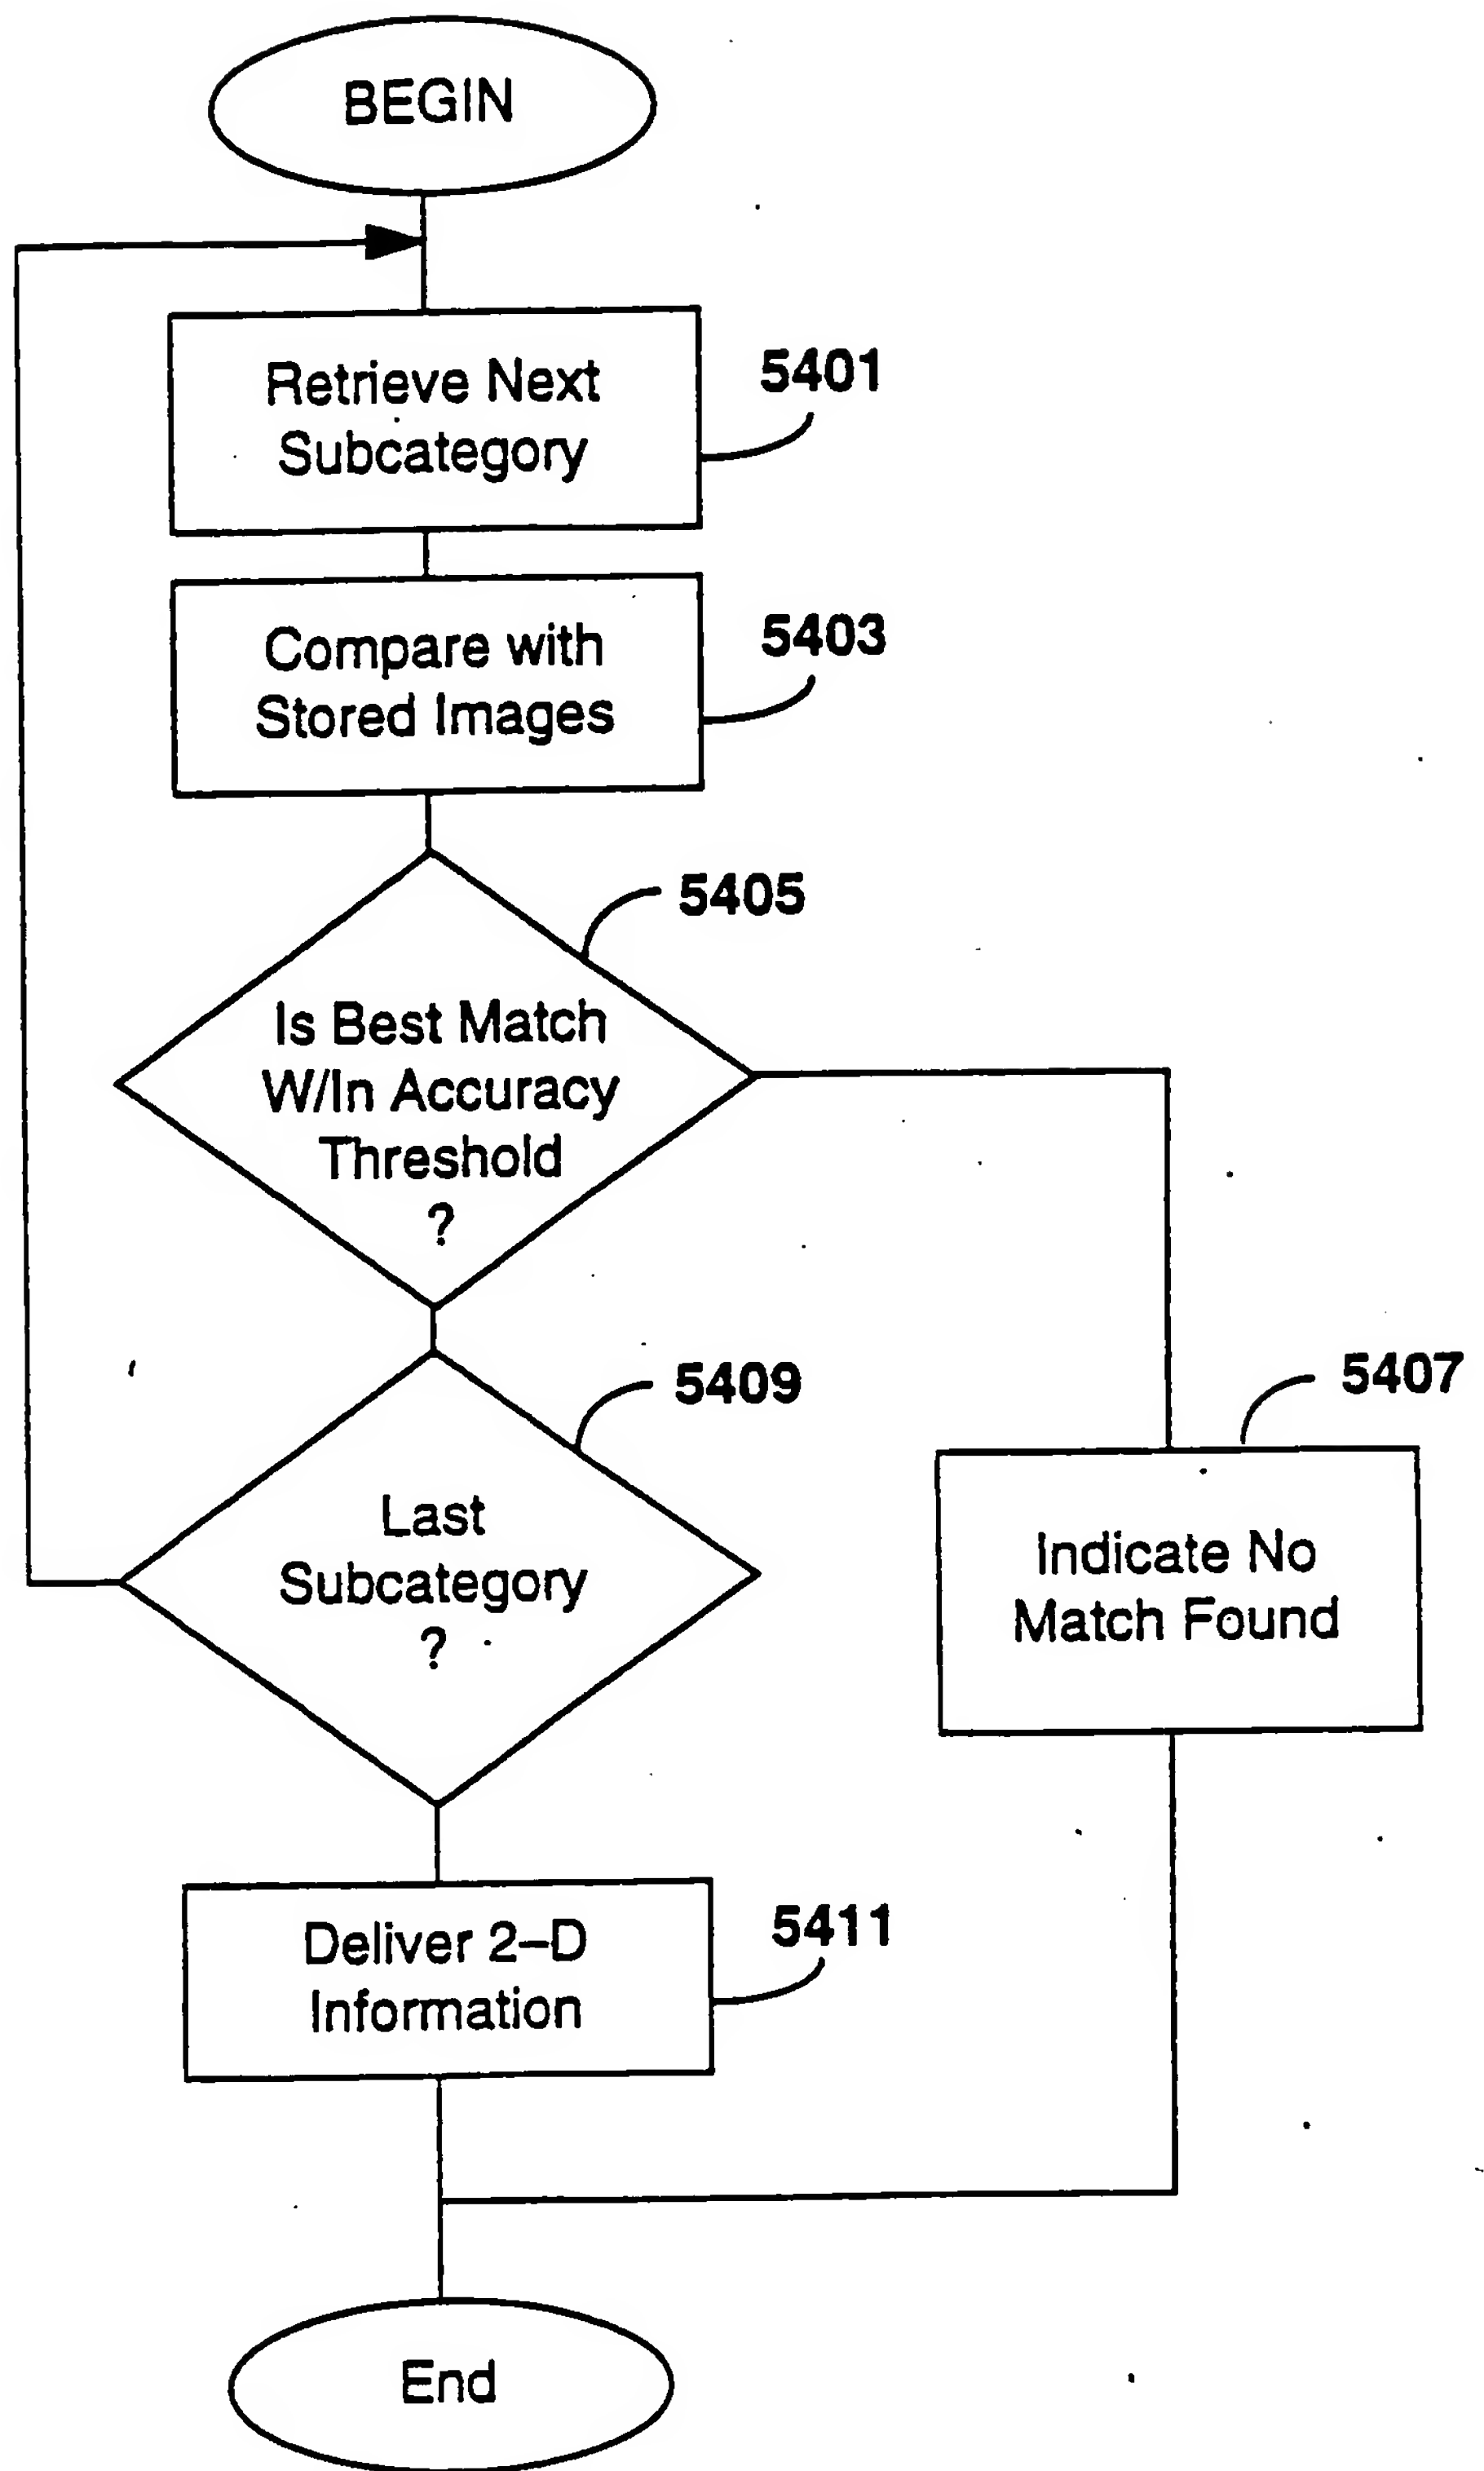 BEGIN
Retrieve Next
Subcategory
5401
Compare with
Stored Images
5403
5405
Is Best Match
W/In Accuracy
Threshold
?
5409
Last
Subcategory
?
5407
Indicate No
Match Found
Deliver 2–D
Information
5411
End